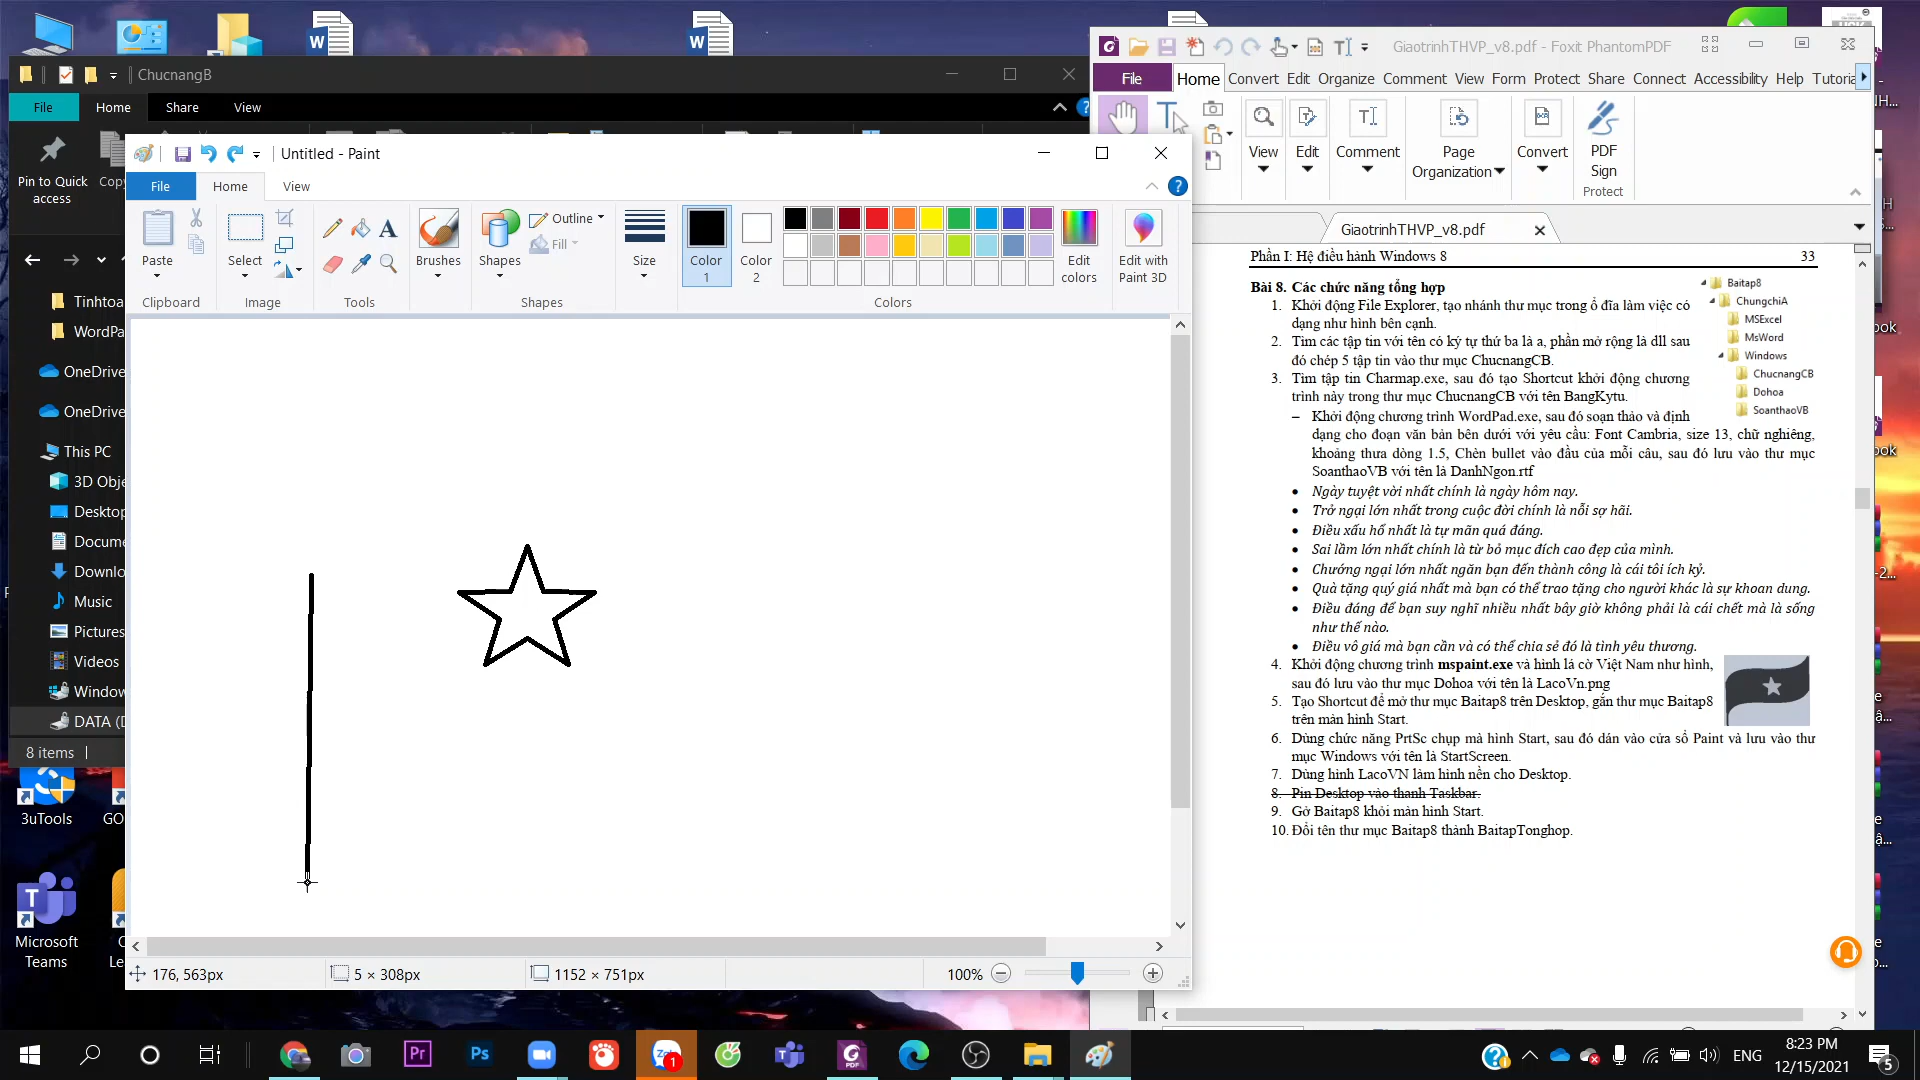 ChucnangB
File
Home
Share
View
Pin to Quick
access
Copy
Tinhtoa
WordPa
OneDrive
OneDrive
This PC
3D Obje
Desktop
Docume
Downlo
Music
Pictures
Videos
Window
DATA (D
8 items
3uTools
GO
Microsoft
Teams
Untitled - Paint
File
Home
View
Paste
Select
Brushes
Shapes
Outline
Fill
Size
Color
1
Color
2
Edit
colors
Edit with
Paint 3D
Clipboard
Image
Tools
Shapes
Colors
176, 563px
5 × 308px
1152 × 751px
100%
GiaotrinhTHVP_v8.pdf - Foxit PhantomPDF
File
Home
Convert
Edit
Organize
Comment
View
Form
Protect
Share
Connect
Accessibility
Help
Tutoria
View
Edit
Comment
Page
Organization
Convert
PDF
Sign
Protect
GiaotrinhTHVP_v8.pdf
Phần I: Hệ điều hành Windows 8 33
Bài 8. Các chức năng tổng hợp
1. Khởi động File Explorer, tạo nhánh thư mục trong ổ đĩa làm việc có
dạng như hình bên cạnh.
2. Tìm các tập tin với tên có ký tự thứ ba là a, phần mở rộng là dll sau
đó chép 5 tập tin vào thư mục ChucnangCB.
3. Tìm tập tin Charmap.exe, sau đó tạo Shortcut khởi động chương
trình này trong thư mục ChucnangCB với tên BangKytu.
– Khởi động chương trình WordPad.exe, sau đó soạn thảo và định
dạng cho đoạn văn bản bên dưới với yêu cầu: Font Cambria, size 13, chữ nghiêng,
khoảng thưa dòng 1.5, Chèn bullet vào đầu của mỗi câu, sau đó lưu vào thư mục
SoanthaoVB với tên là DanhNgon.rtf
• Ngày tuyệt vời nhất chính là ngày hôm nay.
• Trở ngại lớn nhất trong cuộc đời chính là nỗi sợ hãi.
• Điều xấu hổ nhất là tự mãn quá đáng.
• Sai lầm lớn nhất chính là từ bỏ mục đích cao đẹp của mình.
• Chướng ngại lớn nhất ngăn bạn đến thành công là cái tôi ích kỷ.
• Quà tặng quý giá nhất mà bạn có thể trao tặng cho người khác là sự khoan dung.
• Điều đáng để bạn suy nghĩ nhiều nhất bây giờ không phải là cái chết mà là sống
như thế nào.
• Điều vô giá mà bạn cần và có thể chia sẻ đó là tình yêu thương.
4. Khởi động chương trình mspaint.exe và hình lá cờ Việt Nam như hình,
sau đó lưu vào thư mục Dohoa với tên là LacoVn.png
5. Tạo Shortcut để mở thư mục Baitap8 trên Desktop, gắn thư mục Baitap8
trên màn hình Start.
6. Dùng chức năng PrtSc chụp mà hình Start, sau đó dán vào cửa sổ Paint và lưu vào thư
mục Windows với tên là StartScreen.
7. Dùng hình LacoVN làm hình nền cho Desktop.
8. Pin Desktop vào thanh Taskbar.
9. Gở Baitap8 khỏi màn hình Start.
10. Đổi tên thư mục Baitap8 thành BaitapTonghop.
Baitap8
ChungchiA
MSExcel
MsWord
Windows
ChucnangCB
Dohoa
SoanthaoVB
ENG
8:23 PM
12/15/2021
5